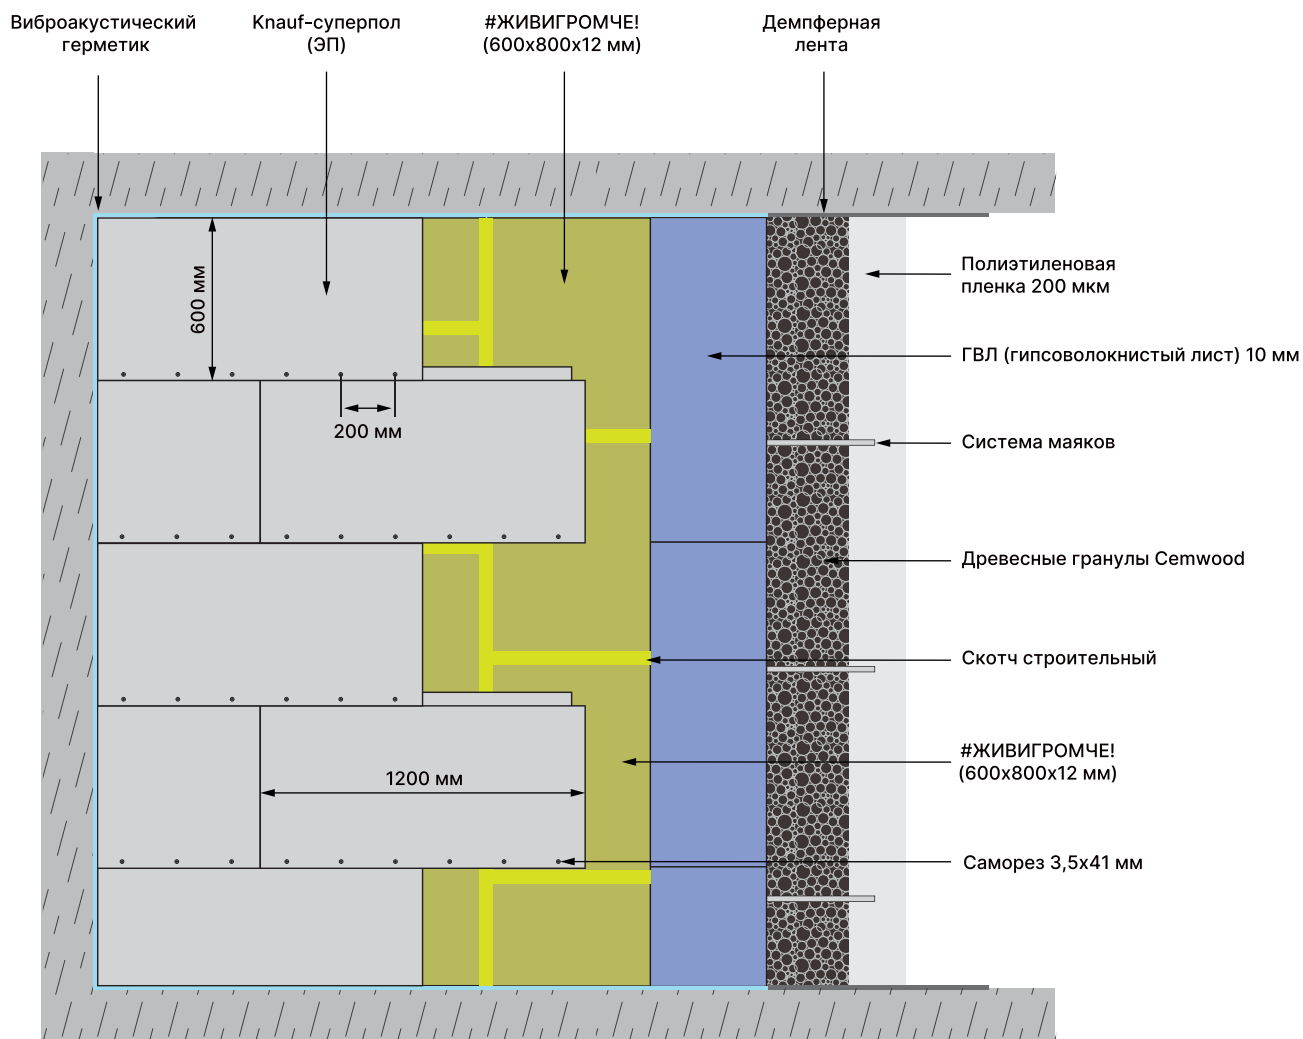 Виброакустический
герметик
Knauf-суперпол
(ЭП)
#ЖИВИГРОМЧЕ!
(600х800х12 мм)
Демпферная
лента
600 мм
200 мм
1200 мм
Полиэтиленовая
пленка 200 мкм
ГВЛ (гипсоволокнистый лист) 10 мм
Система маяков
Древесные гранулы Cemwood
Скотч строительный
#ЖИВИГРОМЧЕ!
(600х800х12 мм)
Саморез 3,5х41 мм